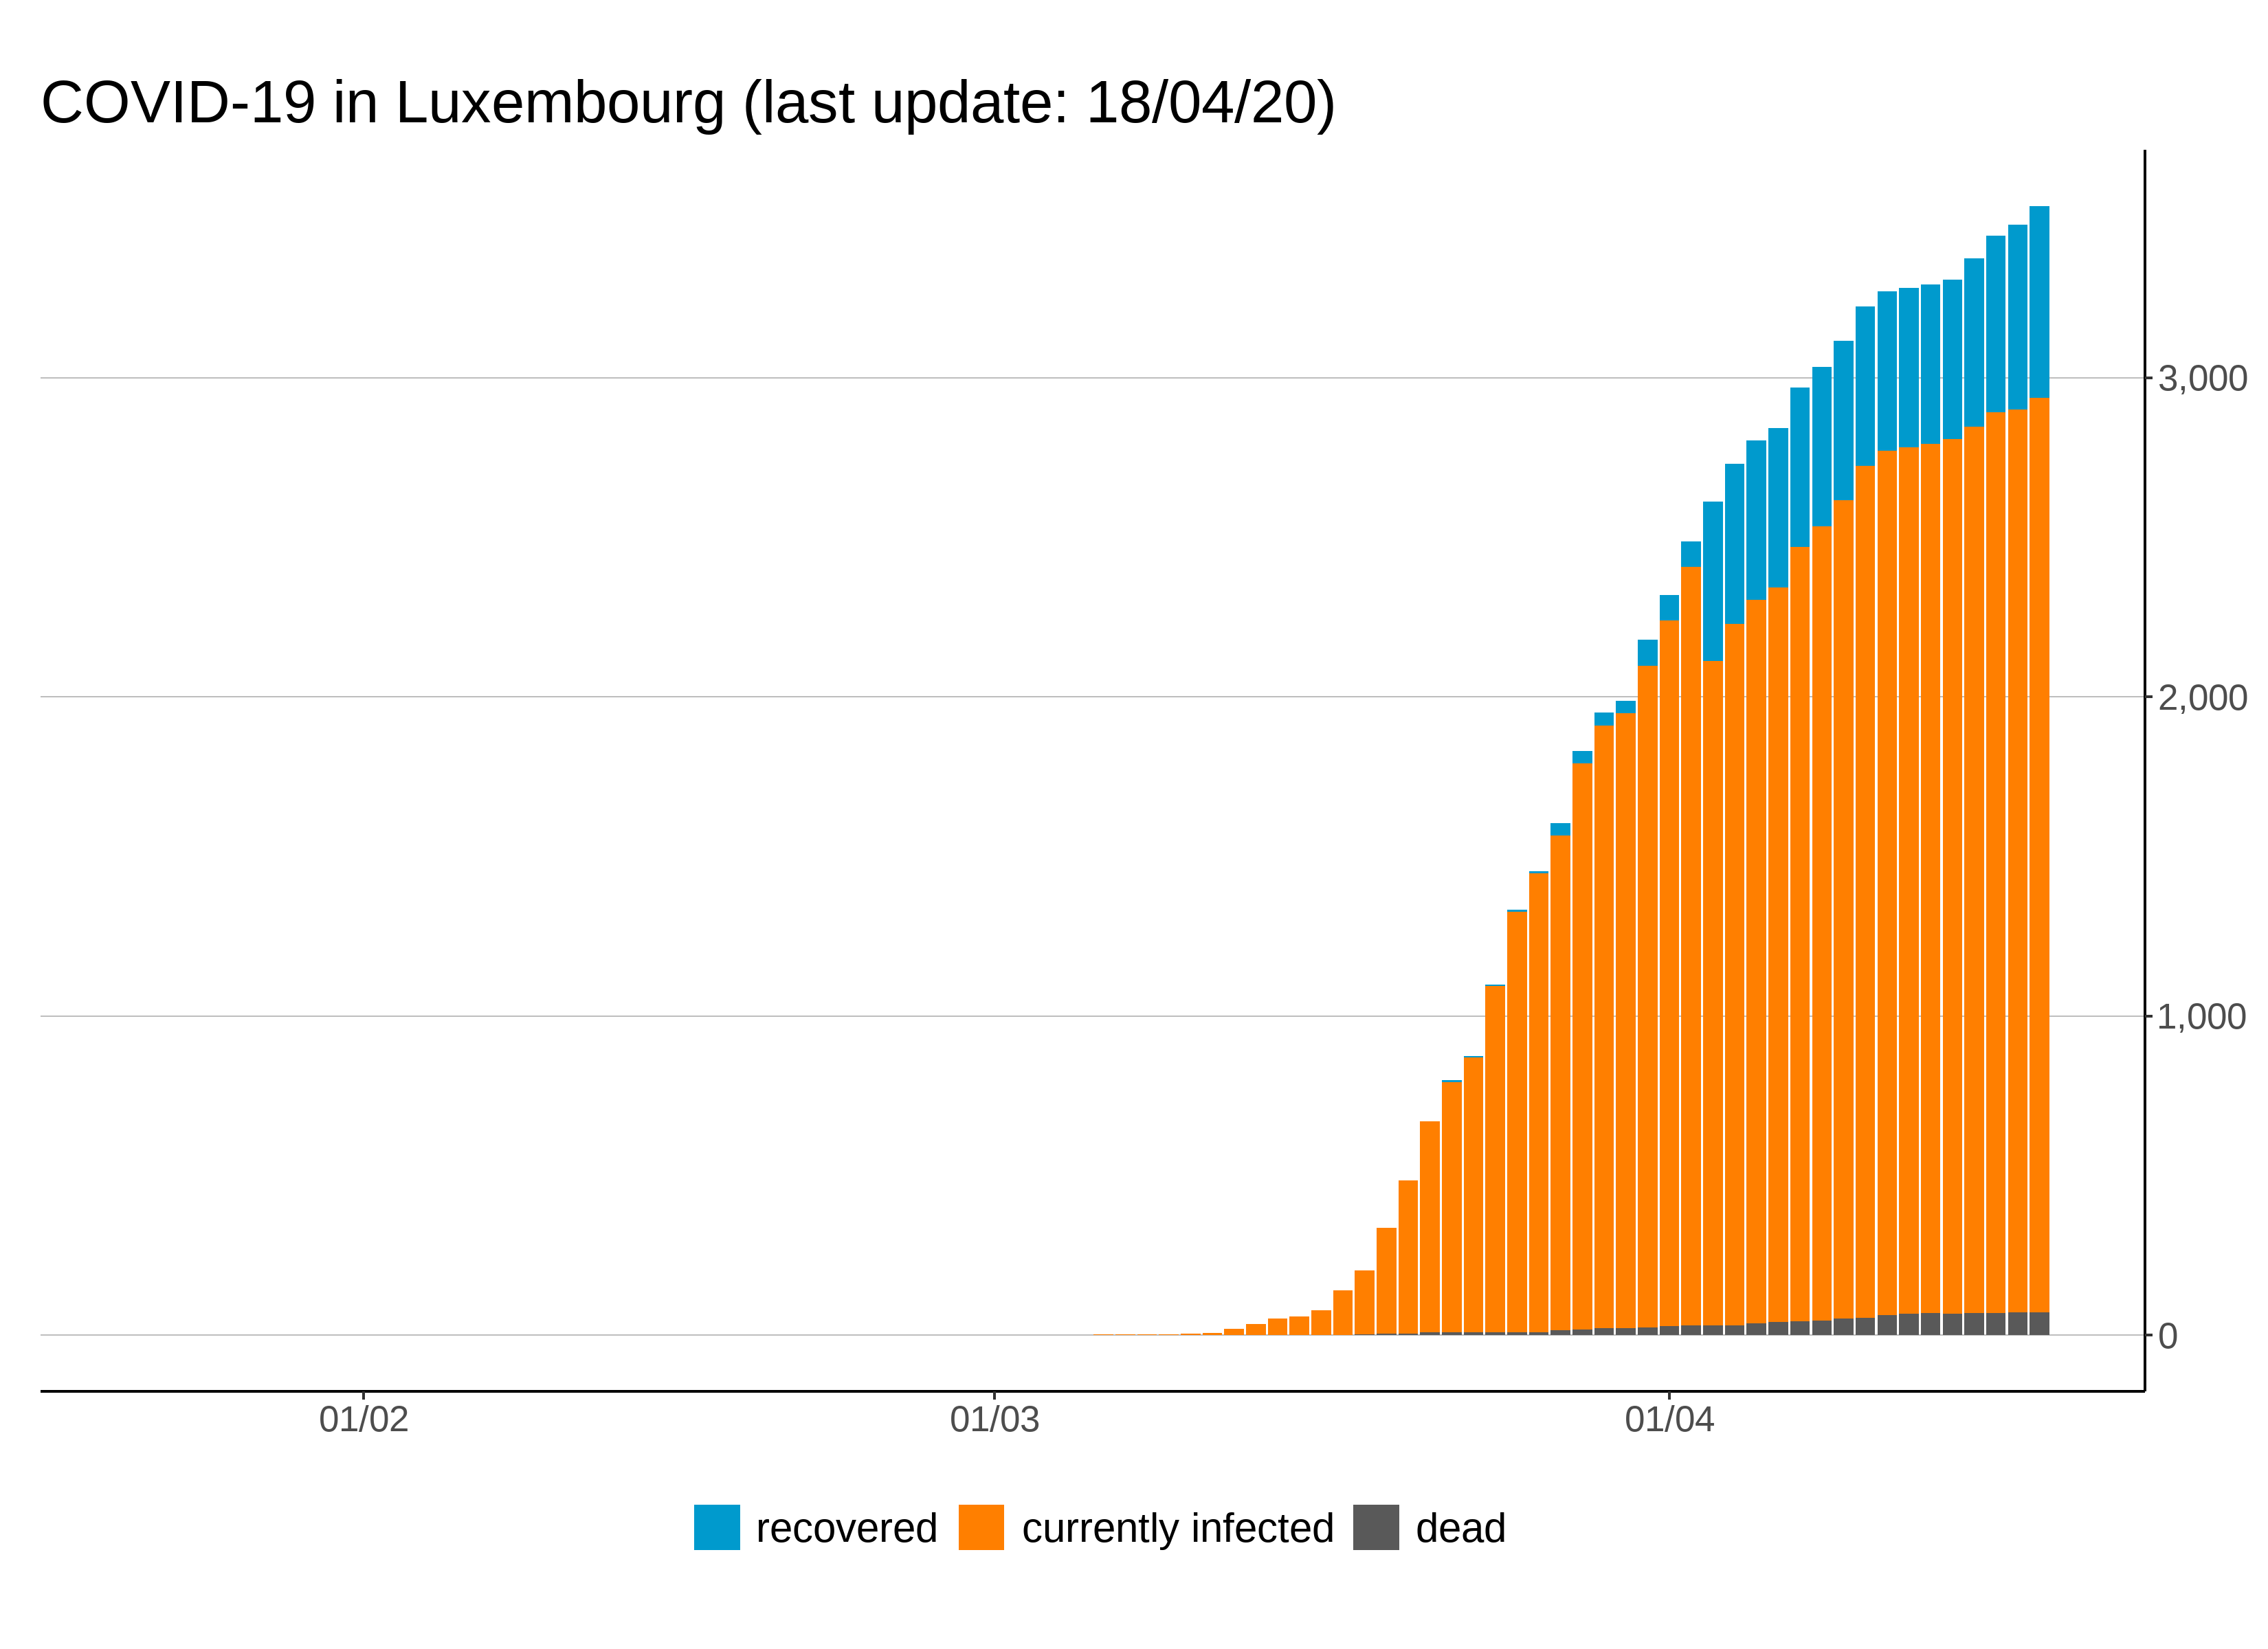 COVID-19 in Luxembourg (last update: 18/04/20)
3,000
2,000
1,000
0
01/02 01/03 01/04
recovered currently infected dead